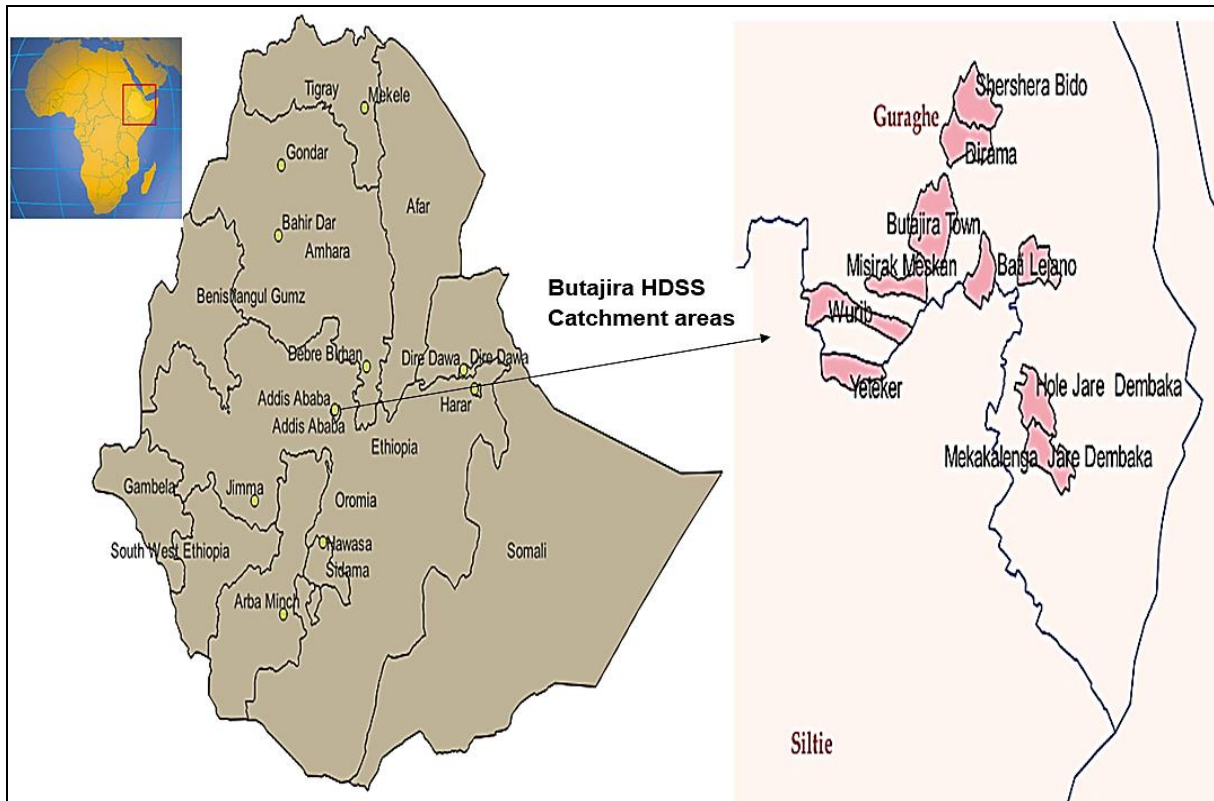 Tigray
Mekele
Gondar
Afar
Bahir Dar
Amhara
Benishangul Gumz
Debre Birhan
Dire Dawa
Dire Dawa
Addis Ababa
Harar
Addis Ababa
Ethiopia
Gambela
Jimma
Oromia
South West Ethiopia
Nawasa
Sidama
Somali
Arba Minch
Butajira HDSS
Catchment areas
Shershera Bido
Guraghe
Dirama
Butajira Town
Misirak Meskan
Bati Lejano
Wurib
Yeteker
Hole Jare Dembaka
Mekakalenga Jare Dembaka
Siltie